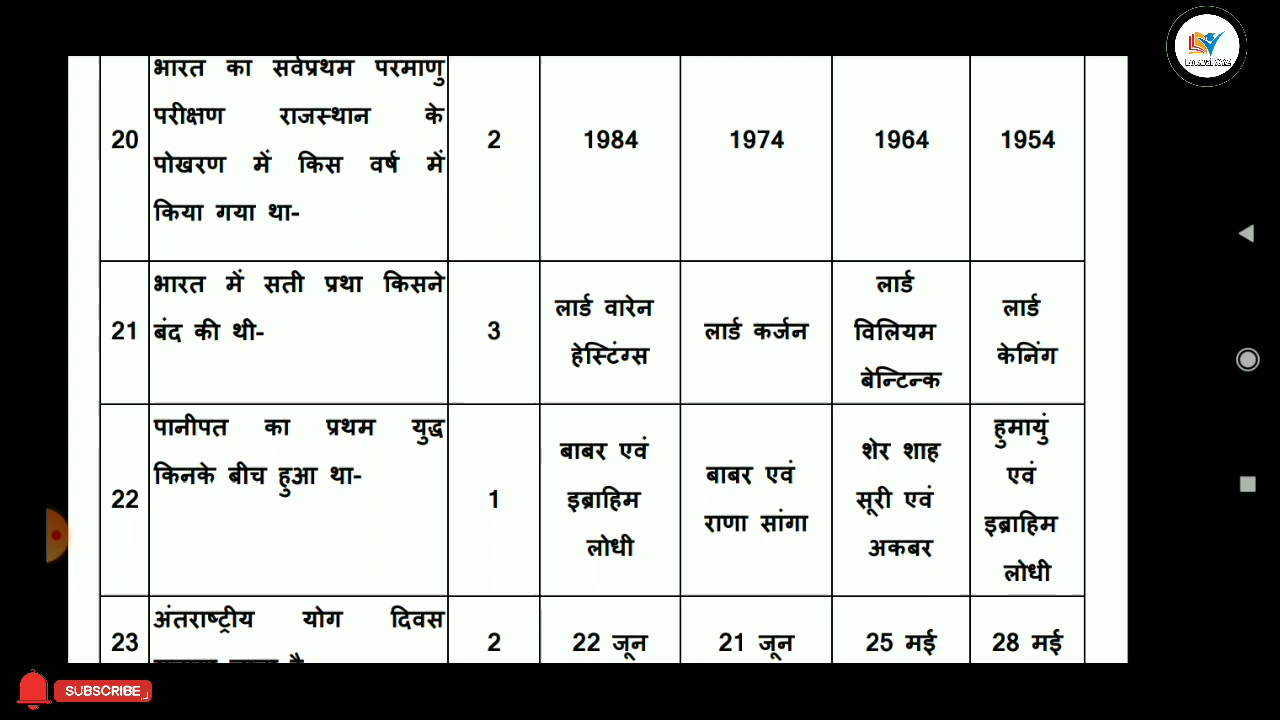 भारत का सर्वप्रथम परमाणु
परीक्षण राजस्थान के
पोखरण में किस वर्ष में
किया गया था-
20
2
1984
1974
1964
1954
भारत में सती प्रथा किसने
बंद की थी-
21
3
लार्ड वारेन
हेस्टिंग्स
लार्ड कर्जन
लार्ड
विलियम
बेन्टिन्क
लार्ड
केनिंग
पानीपत का प्रथम युद्ध
किनके बीच हुआ था-
22
1
बाबर एवं
इब्राहिम
लोधी
बाबर एवं
राणा सांगा
शेर शाह
सूरी एवं
अकबर
हुमायुं
एवं
इब्राहिम
लोधी
अंतराष्ट्रीय योग दिवस
23
2
22 जून
21 जून
25 मई
28 मई
SUBSCRIBE